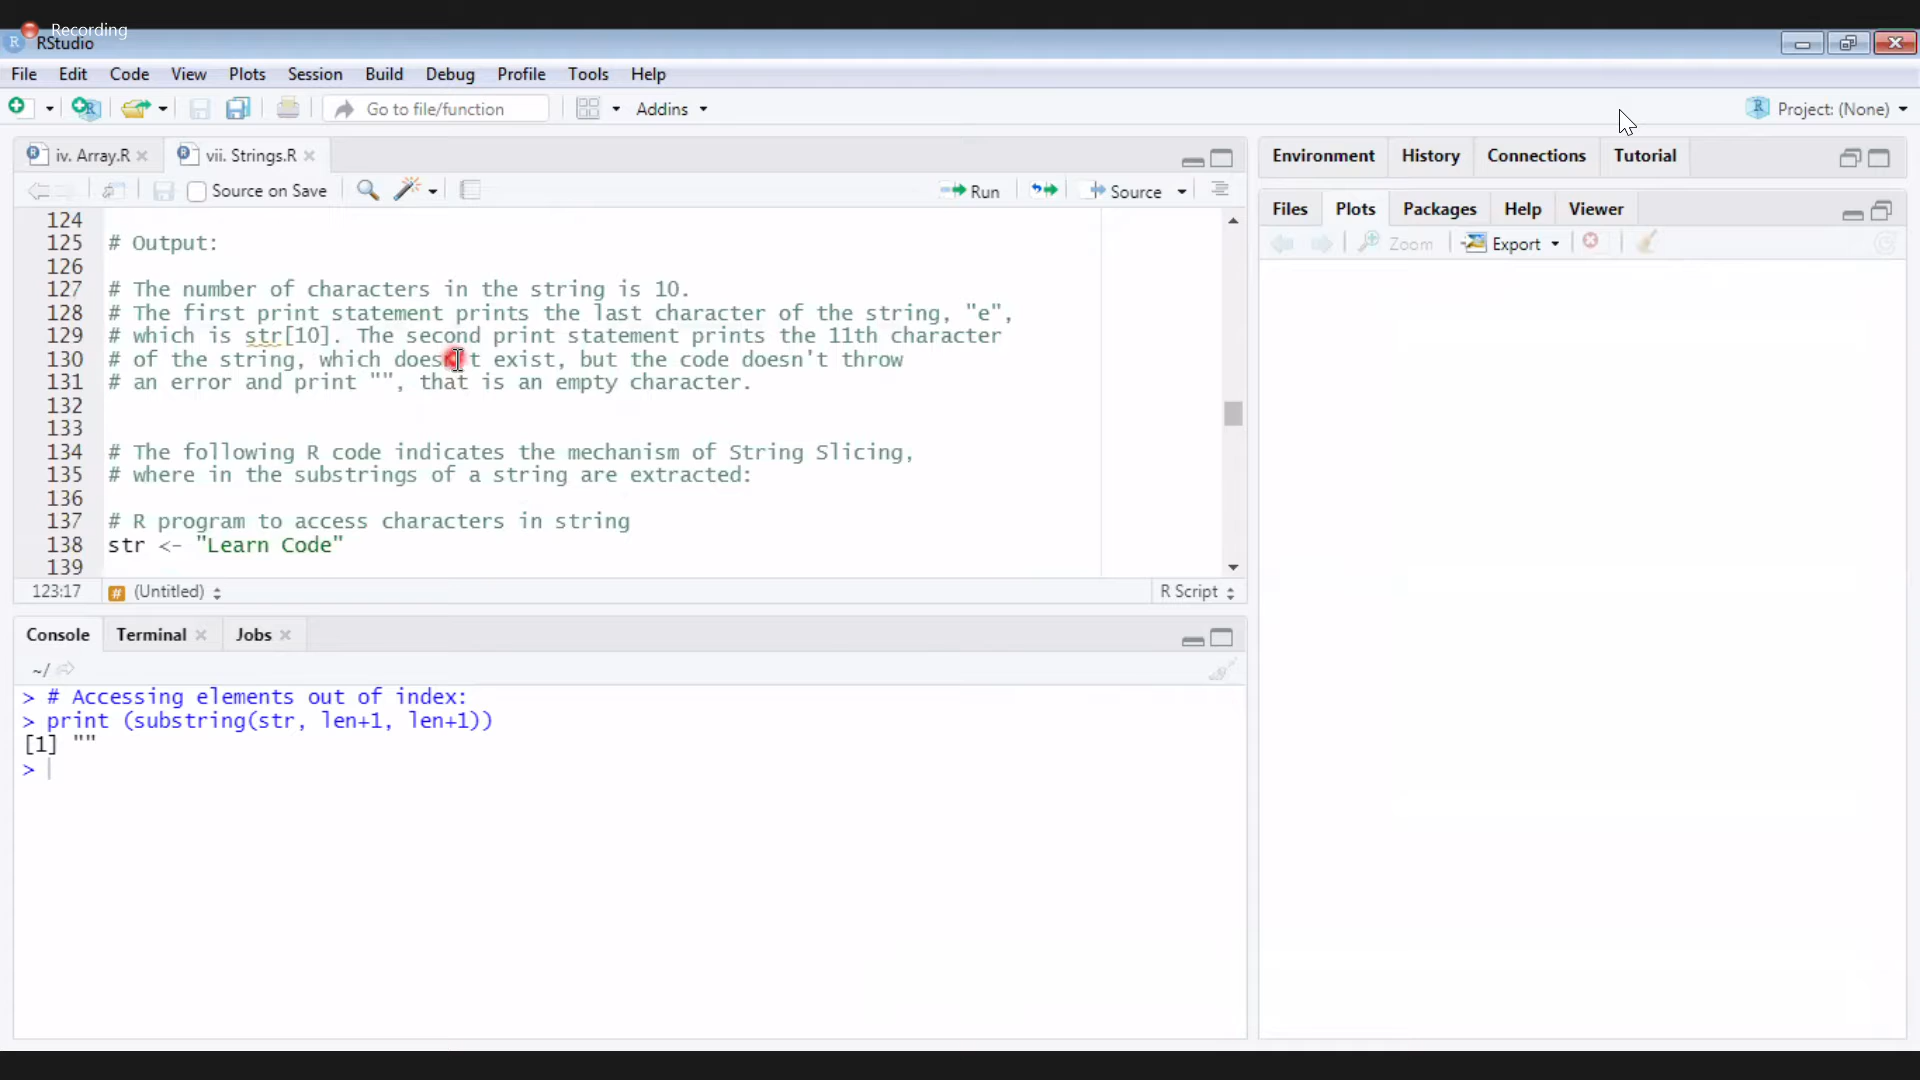 Recording
RStudio
File Edit Code View Plots Session Build Debug Profile Tools Help
Go to file/function Addins Project: (None)
iv. Array.R vii. Strings.R
Source on Save Run Source
124
125 # Output:
126
127 # The number of characters in the string is 10.
128 # The first print statement prints the last character of the string, "e",
129 # which is str[10]. The second print statement prints the 11th character
130 # of the string, which does t exist, but the code doesn't throw
131 # an error and print "", that is an empty character.
132
133
134 # The following R code indicates the mechanism of String Slicing,
135 # where in the substrings of a string are extracted:
136
137 # R program to access characters in string
138 str <- "Learn Code"
139
123:17 # (Untitled) R Script
Console Terminal Jobs
~/
> # Accessing elements out of index:
> print (substring(str, len+1, len+1))
[1] ""
>
Environment History Connections Tutorial
Files Plots Packages Help Viewer
Zoom Export